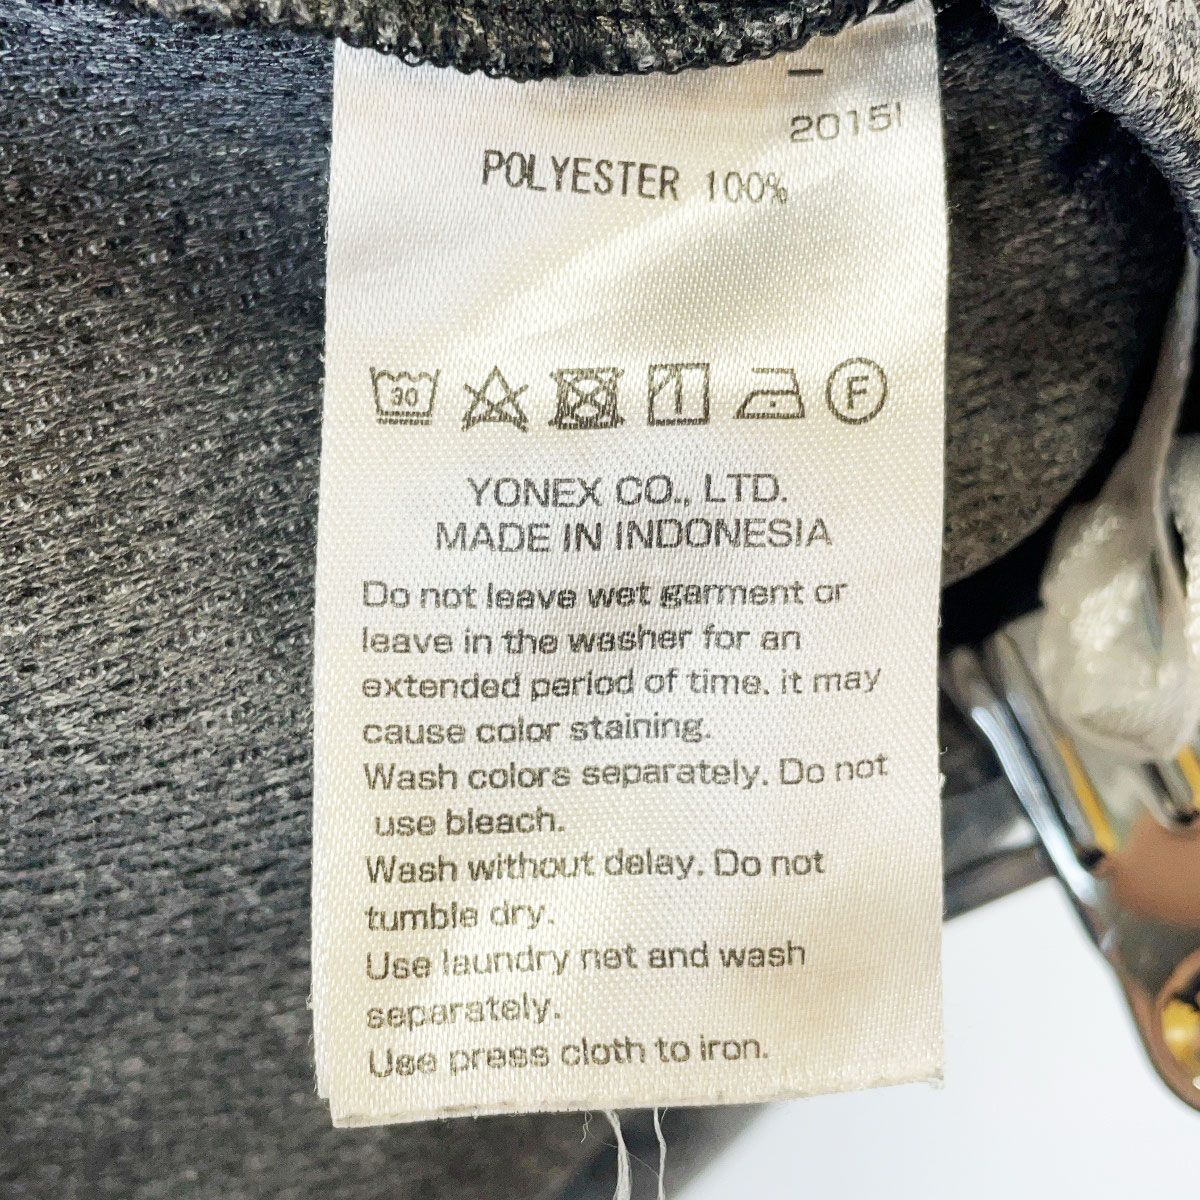 2015
POLYESTER 100%
30
F
YONEX CO., LTD.
MADE IN INDONESIA
Do not leave wet garment or
leave in the washer for an
extended period of time. it may
cause color staining.
Wash colors separately. Do not
use bleach.
Wash without delay. Do not
tumble dry.
Use laundry net and wash
separately.
Use press cloth to iron.